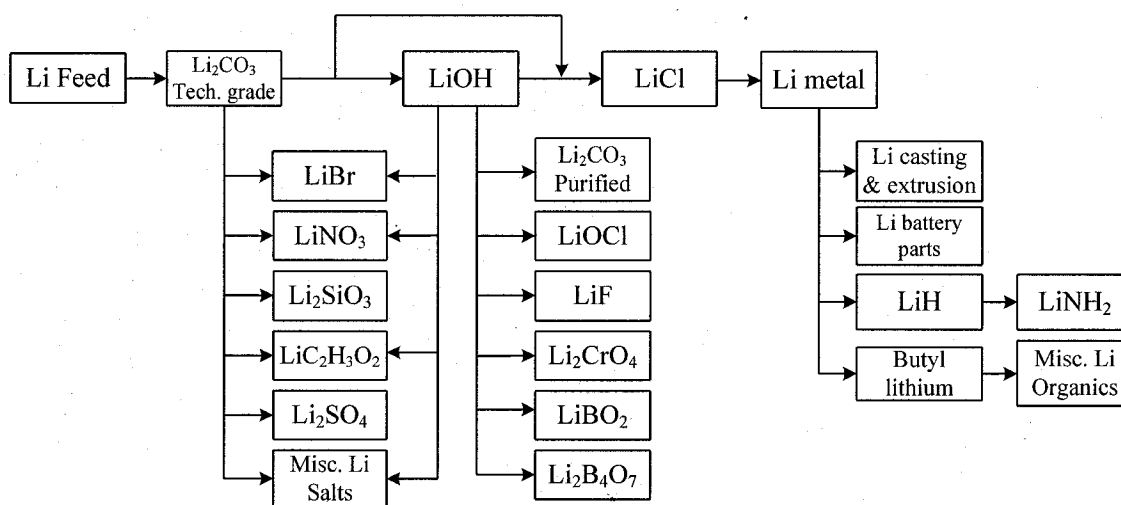 Li Feed
Li₂CO₃
Tech. grade
LiOH
LiCl
Li metal
LiBr
LiNO₃
Li₂SiO₃
LiC₂H₃O₂
Li₂SO₄
Misc. Li
Salts
Li₂CO₃
Purified
LiOCl
LiF
Li₂CrO₄
LiBO₂
Li₂B₄O₇
Li casting
& extrusion
Li battery
parts
LiH
LiNH₂
Butyl
lithium
Misc. Li
Organics